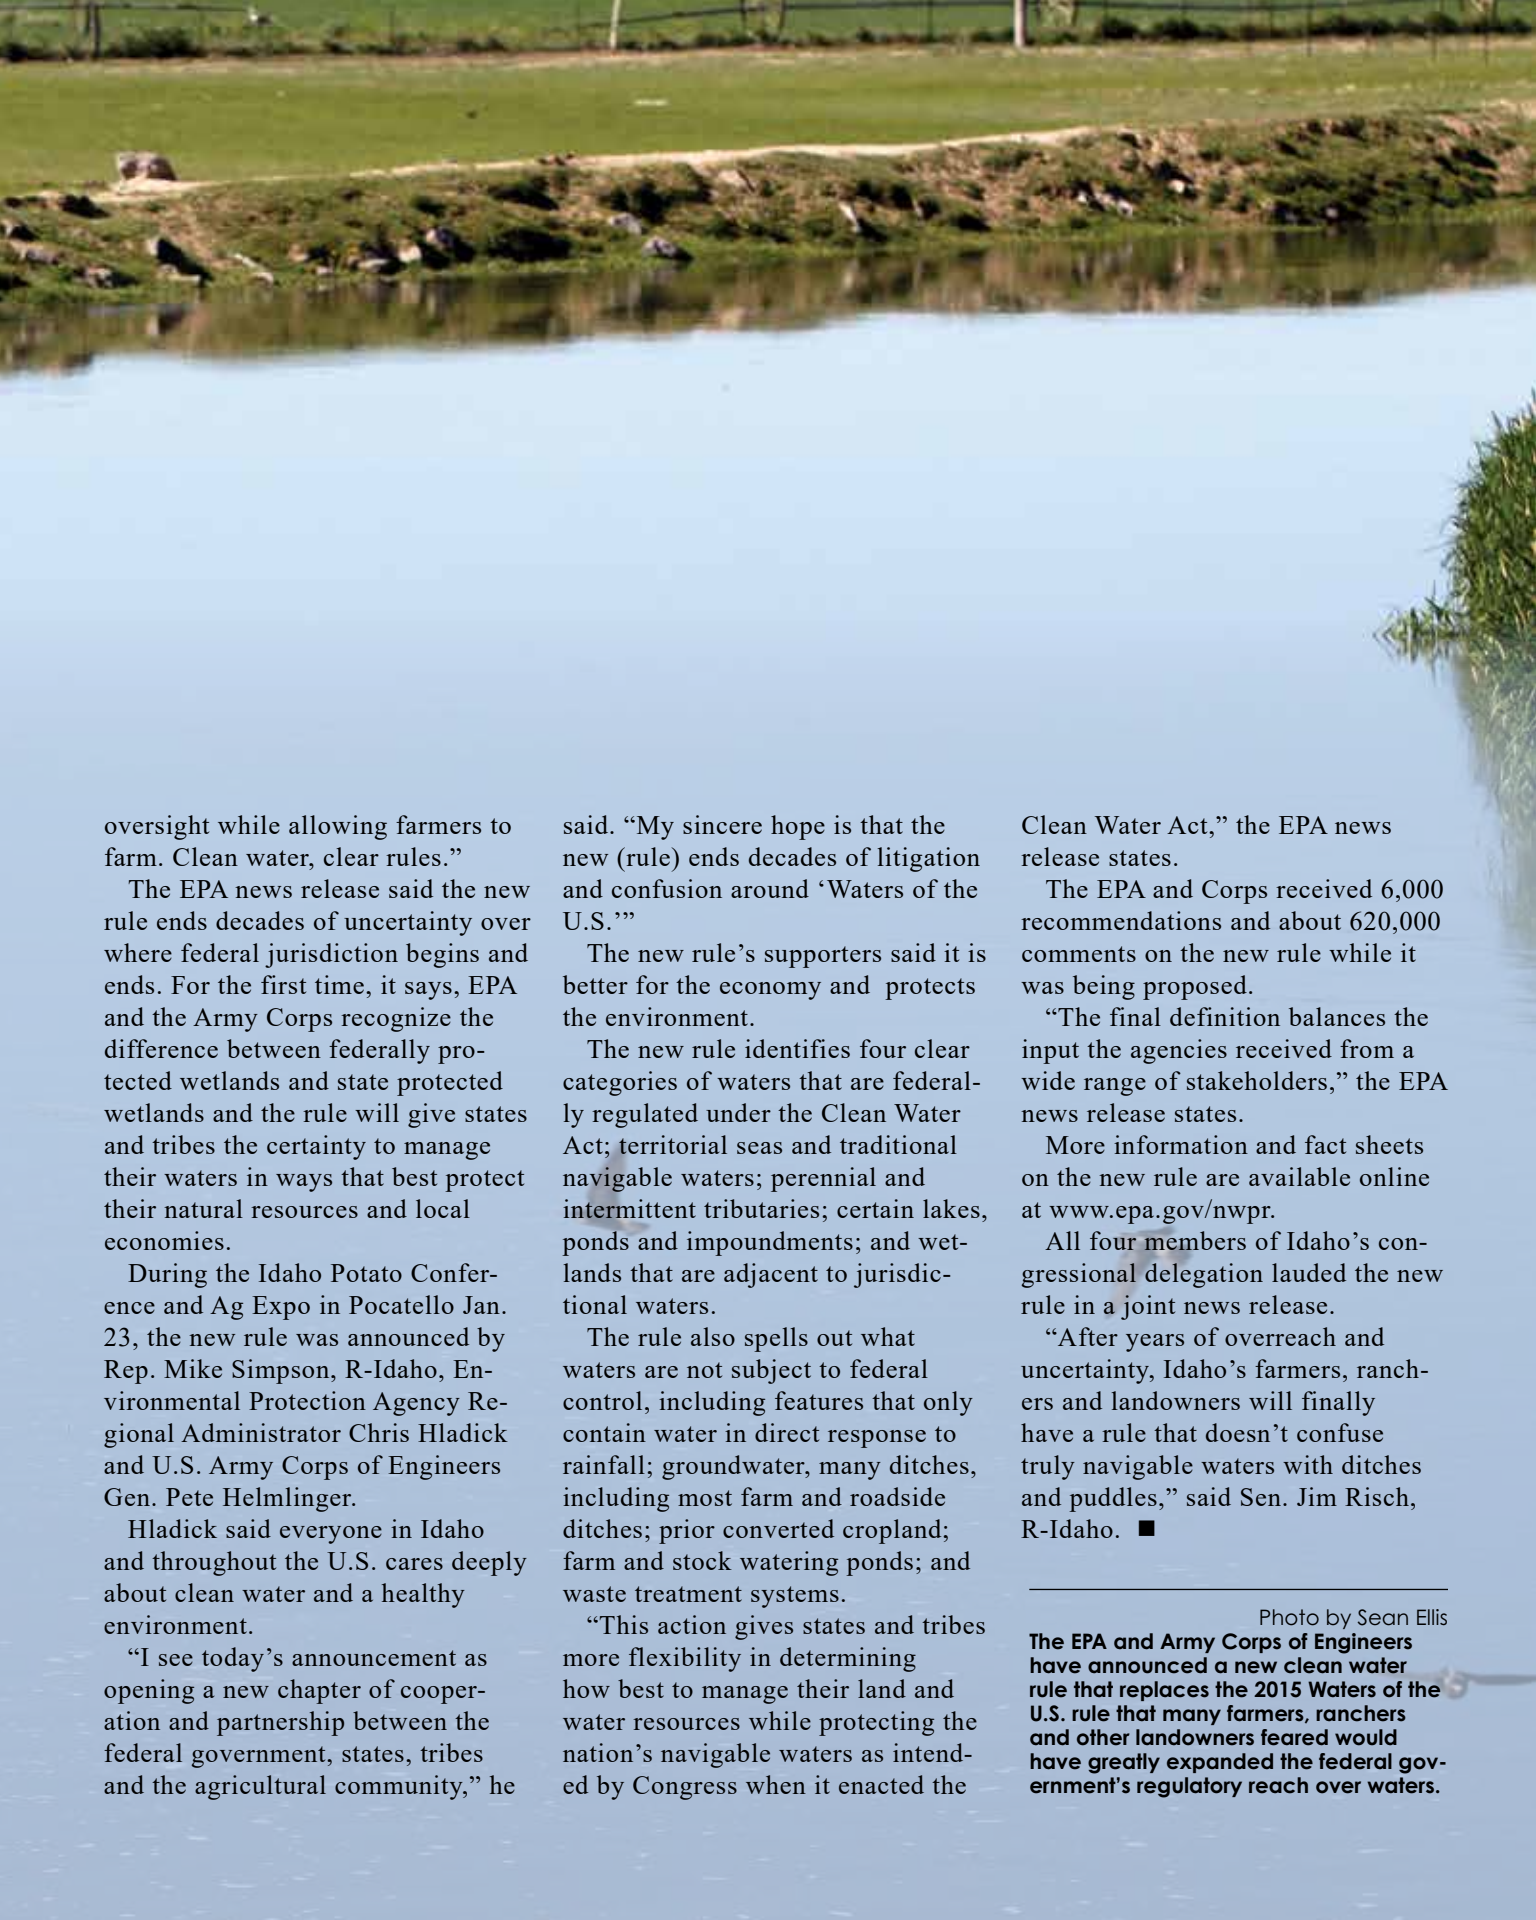 oversight while allowing farmers to
farm. Clean water, clear rules.”
The EPA news release said the new
rule ends decades of uncertainty over
where federal jurisdiction begins and
ends. For the first time, it says, EPA
and the Army Corps recognize the
difference between federally pro-
tected wetlands and state protected
wetlands and the rule will give states
and tribes the certainty to manage
their waters in ways that best protect
their natural resources and local
economies.
During the Idaho Potato Confer-
ence and Ag Expo in Pocatello Jan.
23, the new rule was announced by
Rep. Mike Simpson, R-Idaho, En-
vironmental Protection Agency Re-
gional Administrator Chris Hladick
and U.S. Army Corps of Engineers
Gen. Pete Helmlinger.
Hladick said everyone in Idaho
and throughout the U.S. cares deeply
about clean water and a healthy
environment.
“I see today’s announcement as
opening a new chapter of cooper-
ation and partnership between the
federal government, states, tribes
and the agricultural community,” he
said. “My sincere hope is that the
new (rule) ends decades of litigation
and confusion around ‘Waters of the
U.S.’”
The new rule’s supporters said it is
better for the economy and  protects
the environment.
The new rule identifies four clear
categories of waters that are federal-
ly regulated under the Clean Water
Act; territorial seas and traditional
navigable waters; perennial and
intermittent tributaries; certain lakes,
ponds and impoundments; and wet-
lands that are adjacent to jurisdic-
tional waters.
The rule also spells out what
waters are not subject to federal
control, including features that only
contain water in direct response to
rainfall; groundwater, many ditches,
including most farm and roadside
ditches; prior converted cropland;
farm and stock watering ponds; and
waste treatment systems.
“This action gives states and tribes
more flexibility in determining
how best to manage their land and
water resources while protecting the
nation’s navigable waters as intend-
ed by Congress when it enacted the
Clean Water Act,” the EPA news
release states.
The EPA and Corps received 6,000
recommendations and about 620,000
comments on the new rule while it
was being proposed.
“The final definition balances the
input the agencies received from a
wide range of stakeholders,” the EPA
news release states.
More information and fact sheets
on the new rule are available online
at www.epa.gov/nwpr.
All four members of Idaho’s con-
gressional delegation lauded the new
rule in a joint news release.
“After years of overreach and
uncertainty, Idaho’s farmers, ranch-
ers and landowners will finally
have a rule that doesn’t confuse
truly navigable waters with ditches
and puddles,” said Sen. Jim Risch,
R-Idaho. ■
Photo by Sean Ellis
The EPA and Army Corps of Engineers
have announced a new clean water
rule that replaces the 2015 Waters of the
U.S. rule that many farmers, ranchers
and other landowners feared would
have greatly expanded the federal gov-
ernment’s regulatory reach over waters.